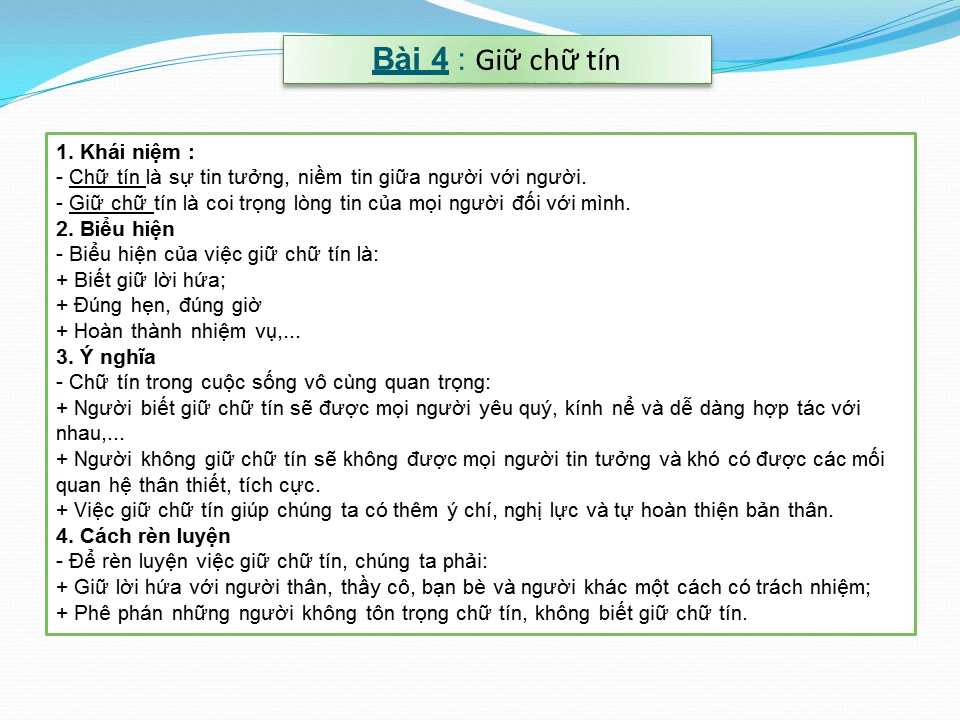 Bài 4 : Giữ chữ tín
1. Khái niệm :
- Chữ tín là sự tin tưởng, niềm tin giữa người với người.
- Giữ chữ tín là coi trọng lòng tin của mọi người đối với mình.
2. Biểu hiện
- Biểu hiện của việc giữ chữ tín là:
+ Biết giữ lời hứa;
+ Đúng hẹn, đúng giờ
+ Hoàn thành nhiệm vụ,...
3. Ý nghĩa
- Chữ tín trong cuộc sống vô cùng quan trọng:
+ Người biết giữ chữ tín sẽ được mọi người yêu quý, kính nể và dễ dàng hợp tác với
nhau,...
+ Người không giữ chữ tín sẽ không được mọi người tin tưởng và khó có được các mối
quan hệ thân thiết, tích cực.
+ Việc giữ chữ tín giúp chúng ta có thêm ý chí, nghị lực và tự hoàn thiện bản thân.
4. Cách rèn luyện
- Để rèn luyện việc giữ chữ tín, chúng ta phải:
+ Giữ lời hứa với người thân, thầy cô, bạn bè và người khác một cách có trách nhiệm;
+ Phê phán những người không tôn trọng chữ tín, không biết giữ chữ tín.